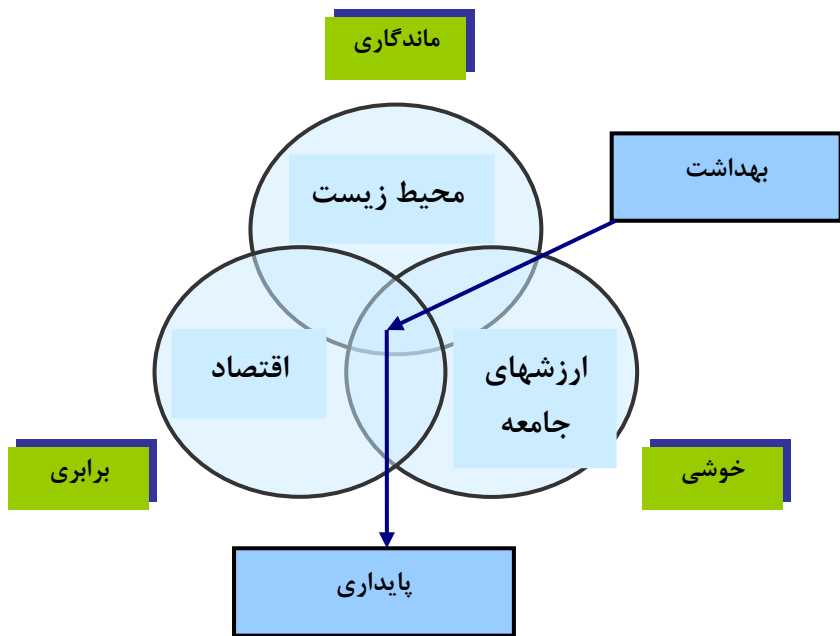 ماندگاری
بهداشت
محیط زیست
ارزشهای
جامعه
اقتصاد
خوشی
برابری
پایداری